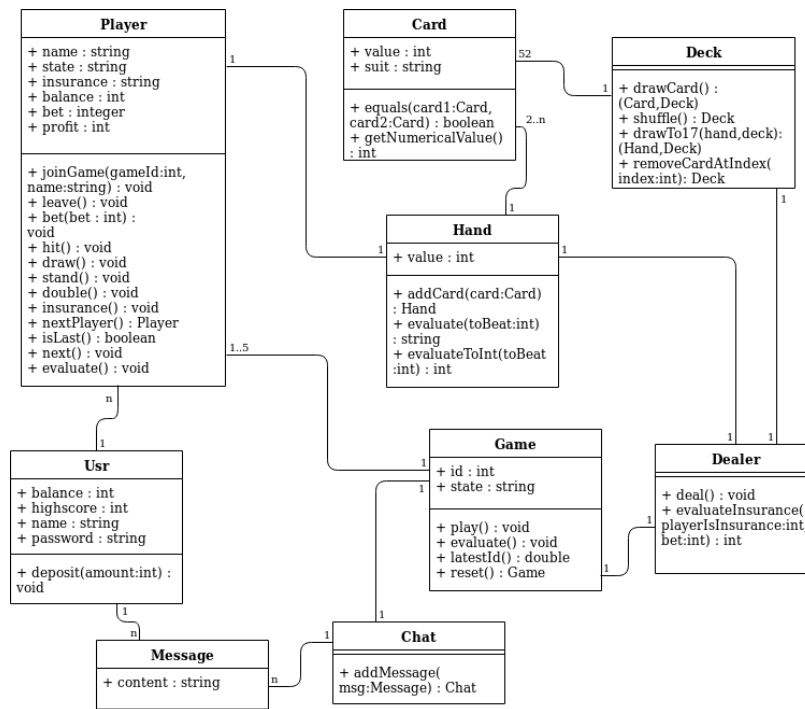 Player
+ name : string
+ state : string
+ insurance : string
+ balance : int
+ bet : integer
+ profit : int
+ joinGame(gameId:int,
name:string) : void
+ leave() : void
+ bet(bet : int) :
void
+ hit() : void
+ draw() : void
+ stand() : void
+ double() : void
+ insurance() : void
+ nextPlayer() : Player
+ isLast() : boolean
+ next() : void
+ evaluate() : void
1
1..5
n
Card
+ value : int
+ suit : string
+ equals(card1:Card,
card2:Card) : boolean
+ getNumericalValue()
: int
52
2..n
Deck
+ drawCard() :
(Card,Deck)
+ shuffle() : Deck
+ drawTo17(hand,deck):
(Hand,Deck)
+ removeCardAtIndex(
index:int): Deck
1
1
Hand
+ value : int
+ addCard(card:Card)
: Hand
+ evaluate(toBeat:int)
: string
+ evaluateToInt(toBeat
:int) : int
1
1
1
Usr
+ balance : int
+ highscore : int
+ name : string
+ password : string
+ deposit(amount:int) :
void
1
1
Game
+ id : int
+ state : string
+ play() : void
+ evaluate() : void
+ latestId() : double
+ reset() : Game
1
1
1
Dealer
+ deal() : void
+ evaluateInsurance(
playerIsInsurance:int,
bet:int) : int
1
1
1
Message
+ content : string
n
n
Chat
+ addMessage(
msg:Message) : Chat
1
1